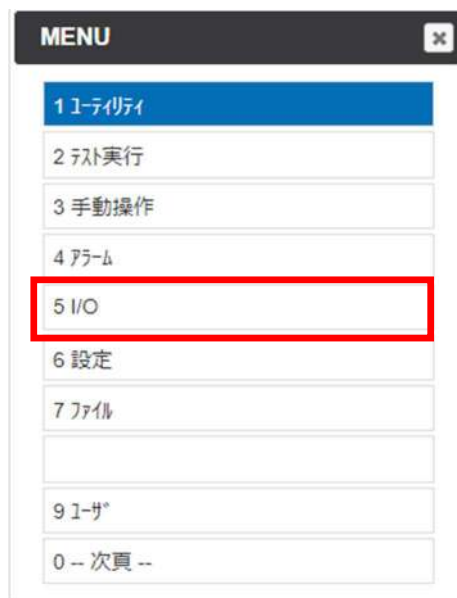 MENU
1 ﾕｰﾃｨﾘﾃｨ
2 ﾃｽﾄ実行
3 手動操作
4 ｱﾗｰﾑ
5 I/O
6 設定
7 ﾌｧｲﾙ
9 ﾕｰｻﾞ
0 -- 次頁 --